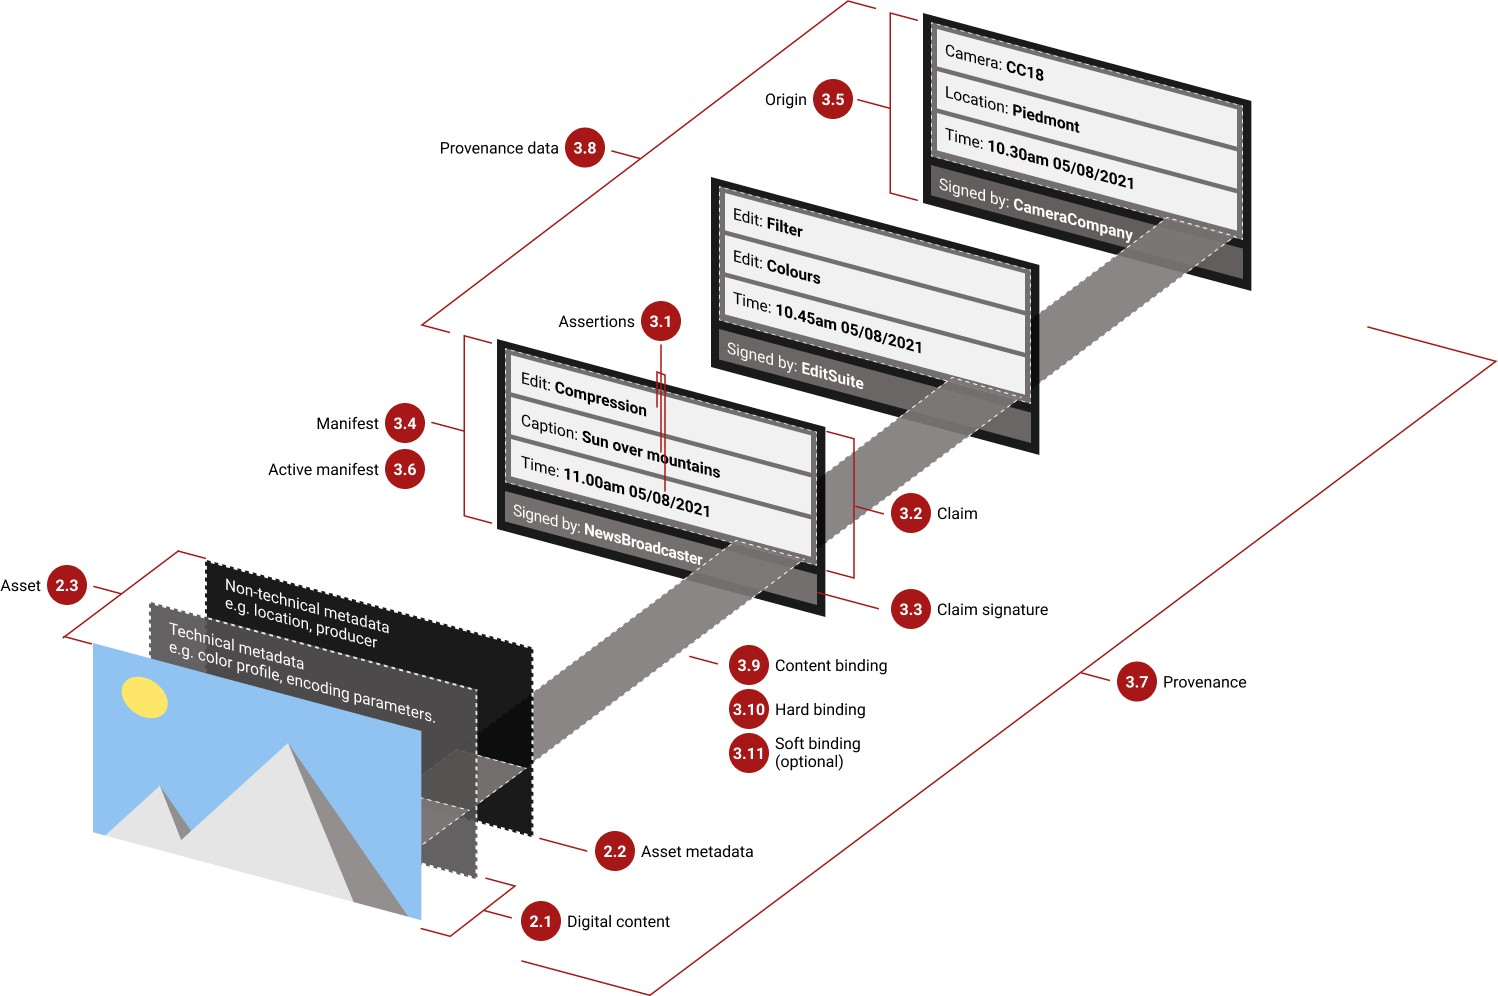 Camera: CC18
Location: Piedmont
Time: 10.30am 05/08/2021
Signed by: CameraCompany
Origin 3.5
Provenance data 3.8
Edit: Filter
Edit: Colours
Time: 10.45am 05/08/2021
Signed by: EditSuite
Assertions 3.1
Edit: Compression
Caption: Sun over mountains
Time: 11.00am 05/08/2021
Signed by: NewsBroadcaster
Manifest 3.4
Active manifest 3.6
3.2 Claim
3.3 Claim signature
Asset 2.3
Non-technical metadata
e.g. location, producer
Technical metadata
e.g. color profile, encoding parameters.
3.9 Content binding
3.10 Hard binding
3.11 Soft binding
(optional)
3.7 Provenance
2.2 Asset metadata
2.1 Digital content